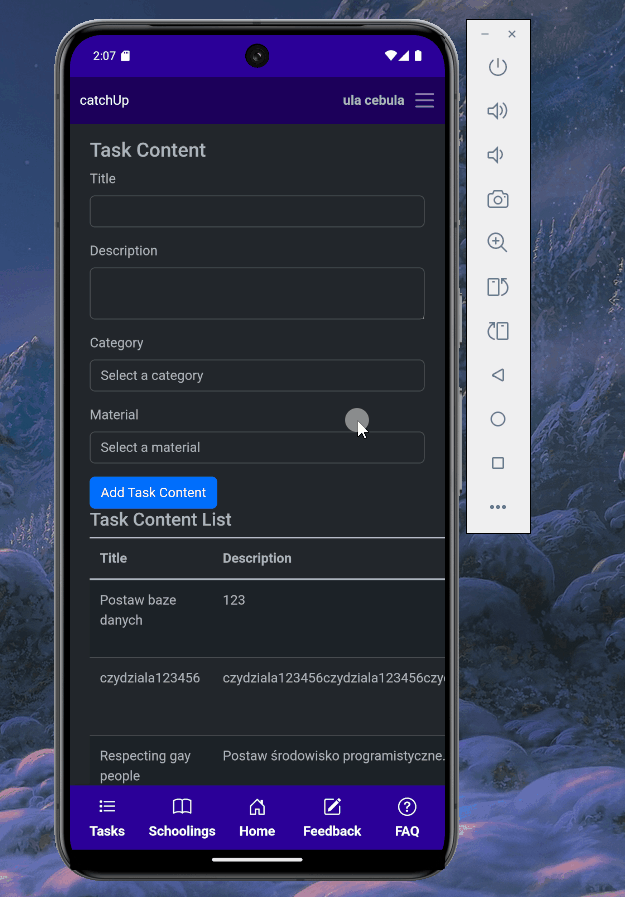 2:07
catchUp
ula cebula
Task Content
Title
Description
Category
Select a category
Material
Select a material
Add Task Content
Task Content List
Title Description
Postaw baze 123
danych
czydziala123456 czydziala123456czydziala123456czy
Respecting gay Postaw środowisko programistyczne.
people
Tasks Schoolings Home Feedback FAQ